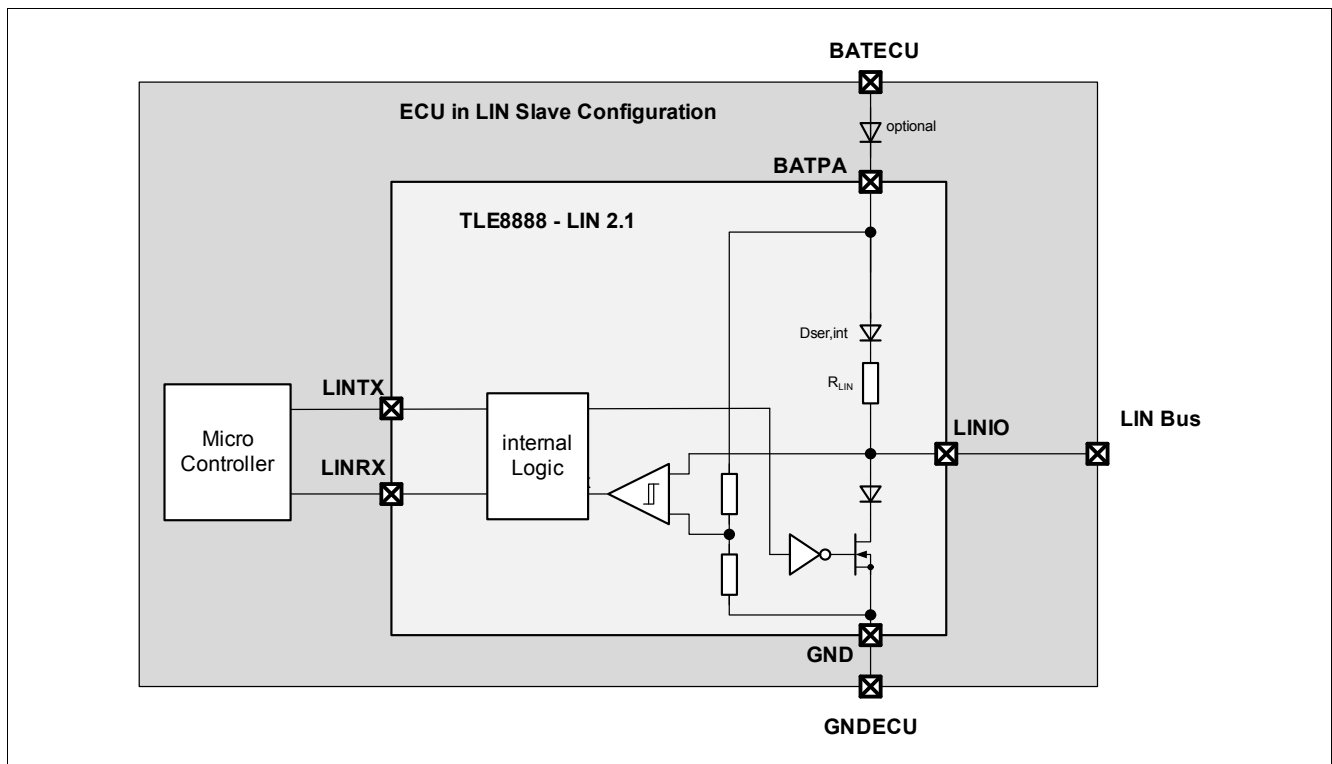 BATECU
ECU in LIN Slave Configuration
optional
BATPA
TLE8888 - LIN 2.1
Dser,int
RLIN
LINTX
LINIO
LIN Bus
Micro
Controller
internal
Logic
LINRX
GND
GNDECU